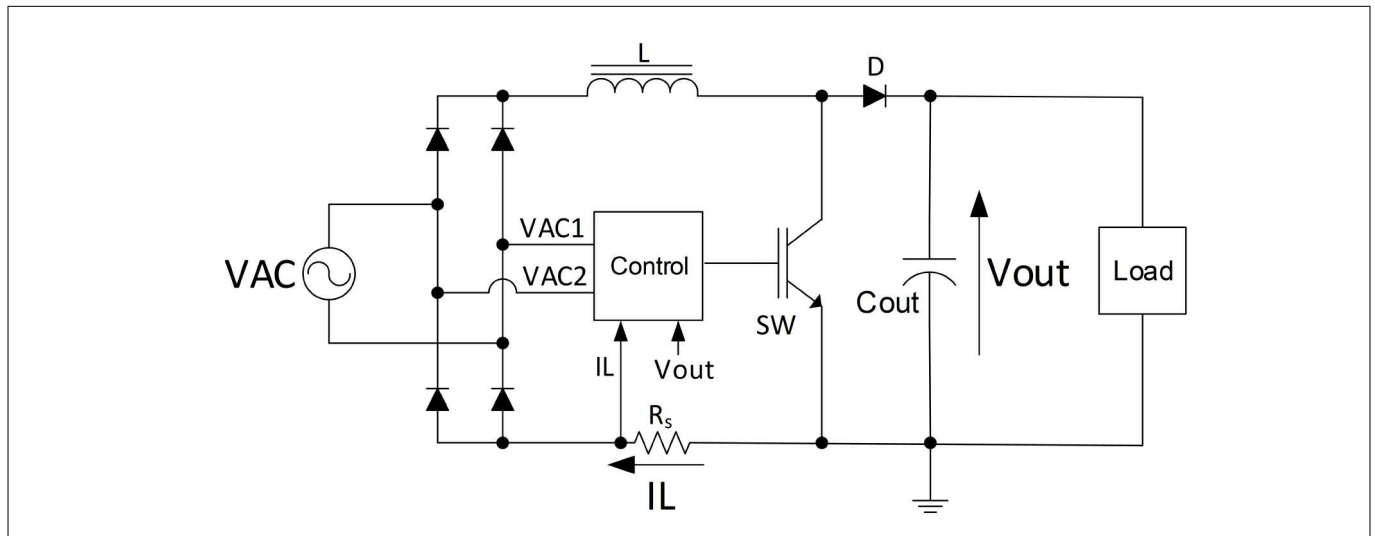 L
D
VAC
VAC1
VAC2
Control
SW
IL
Vout
Rs
IL
Cout
Vout
Load